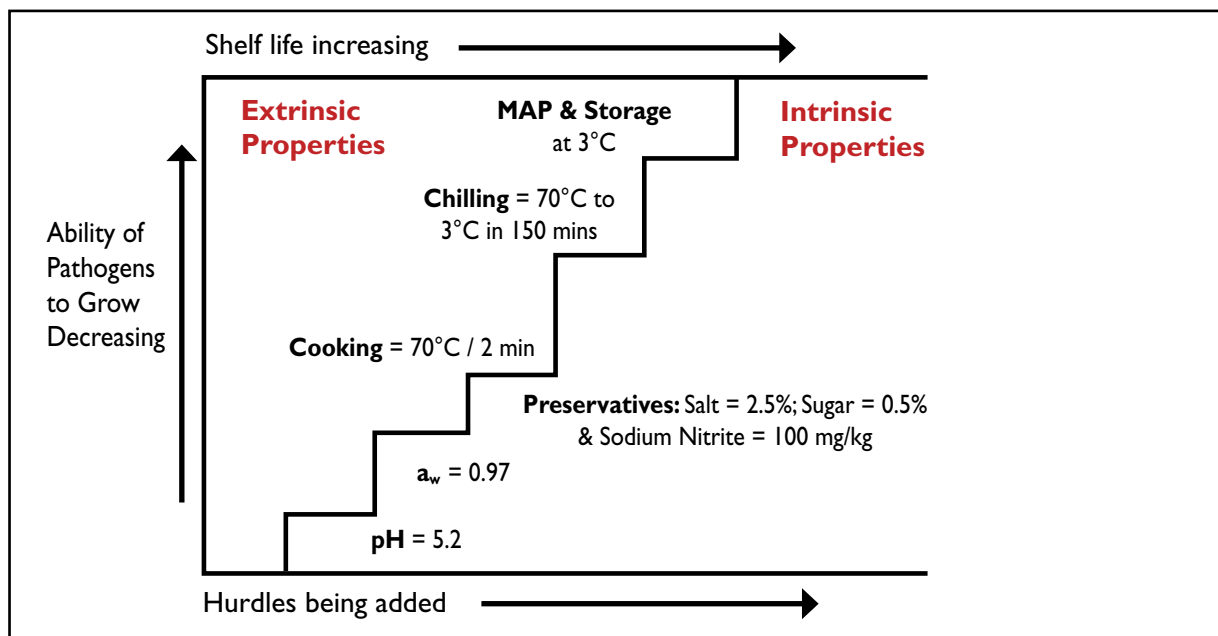 Shelf life increasing
Extrinsic
Properties
MAP & Storage
at 3°C
Intrinsic
Properties
Chilling = 70°C to
3°C in 150 mins
Ability of
Pathogens
to Grow
Decreasing
Cooking = 70°C / 2 min
Preservatives: Salt = 2.5%; Sugar = 0.5%
& Sodium Nitrite = 100 mg/kg
aw = 0.97
pH = 5.2
Hurdles being added